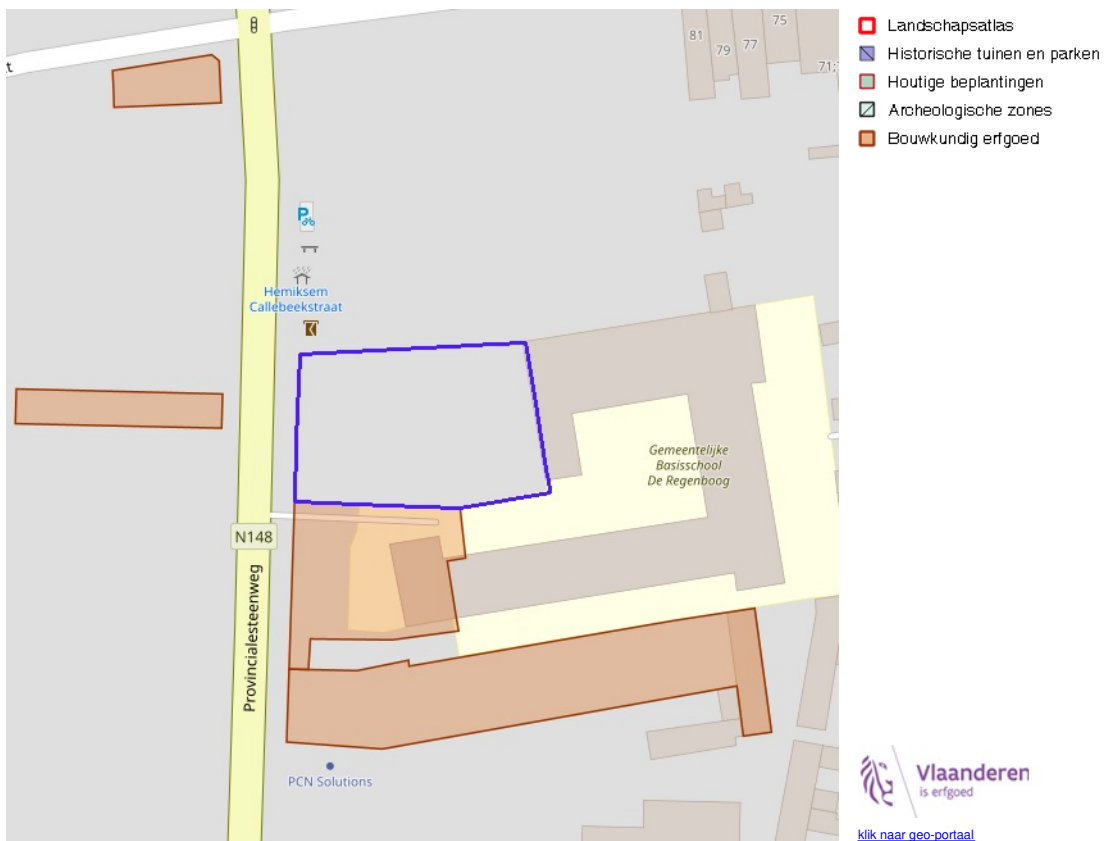 Landschapsatlas
Historische tuinen en parken
Houtige beplantingen
Archeologische zones
Bouwkundig erfgoed
81
79
77
75
71;
t
P
Hemiksem
Callebeekstraat
Gemeentelijke
Basisschool
De Regenboog
N148
Provincialesteenweg
PCN Solutions
Vlaanderen
is erfgoed
klik naar geo-portaal